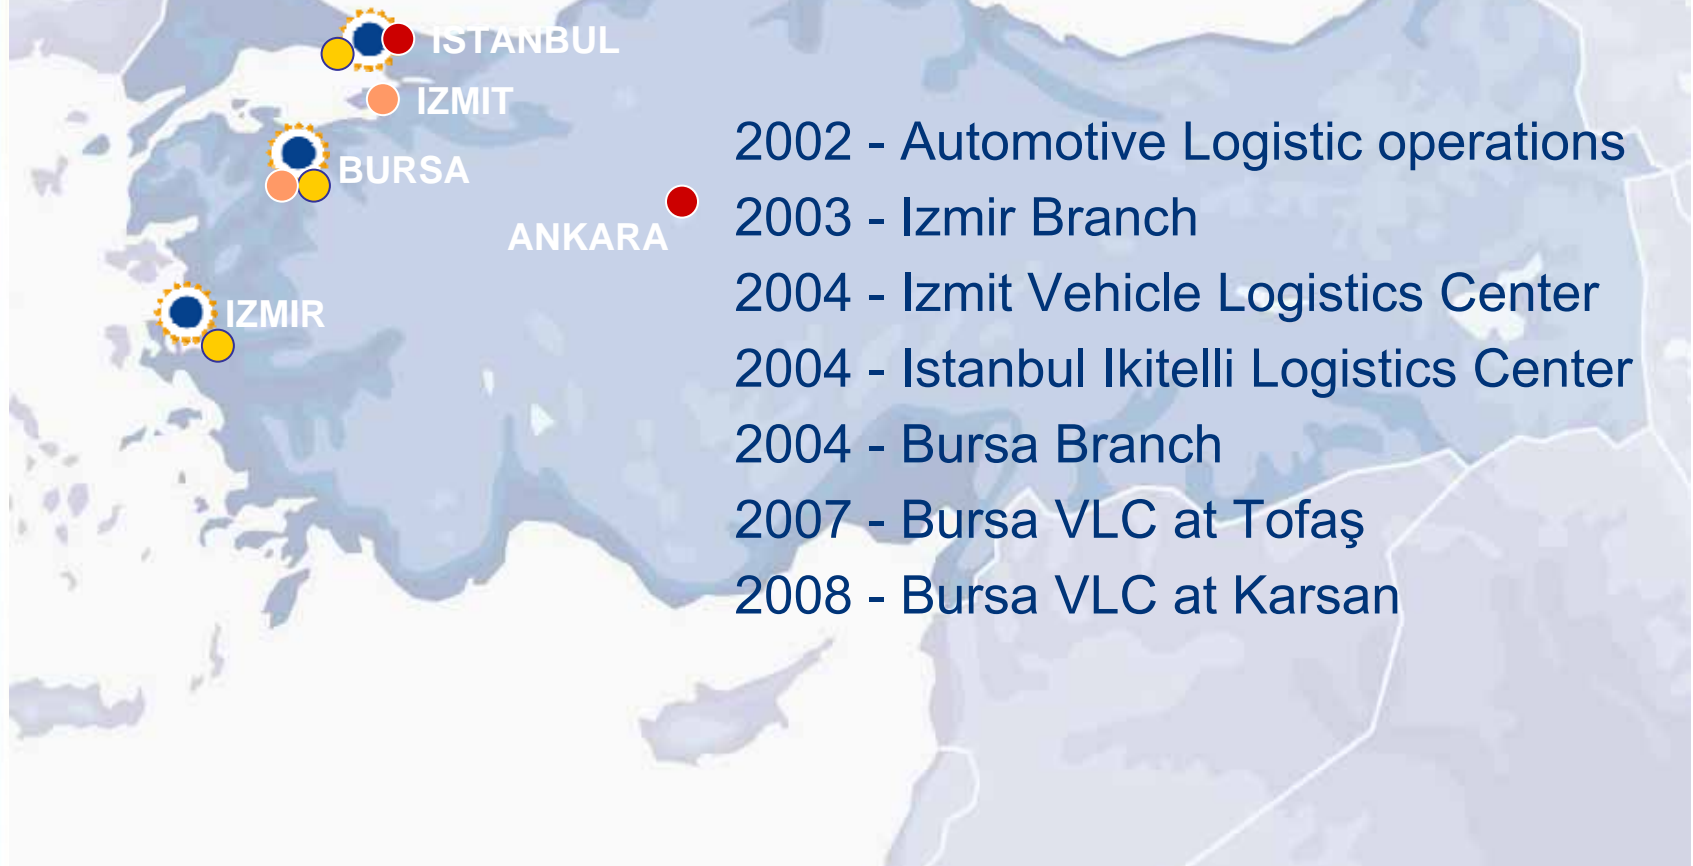 ISTANBUL
IZMIT
BURSA
ANKARA
IZMIR
2002 - Automotive Logistic operations
2003 - Izmir Branch
2004 - Izmit Vehicle Logistics Center
2004 - Istanbul Ikitelli Logistics Center
2004 - Bursa Branch
2007 - Bursa VLC at Tofaş
2008 - Bursa VLC at Karsan